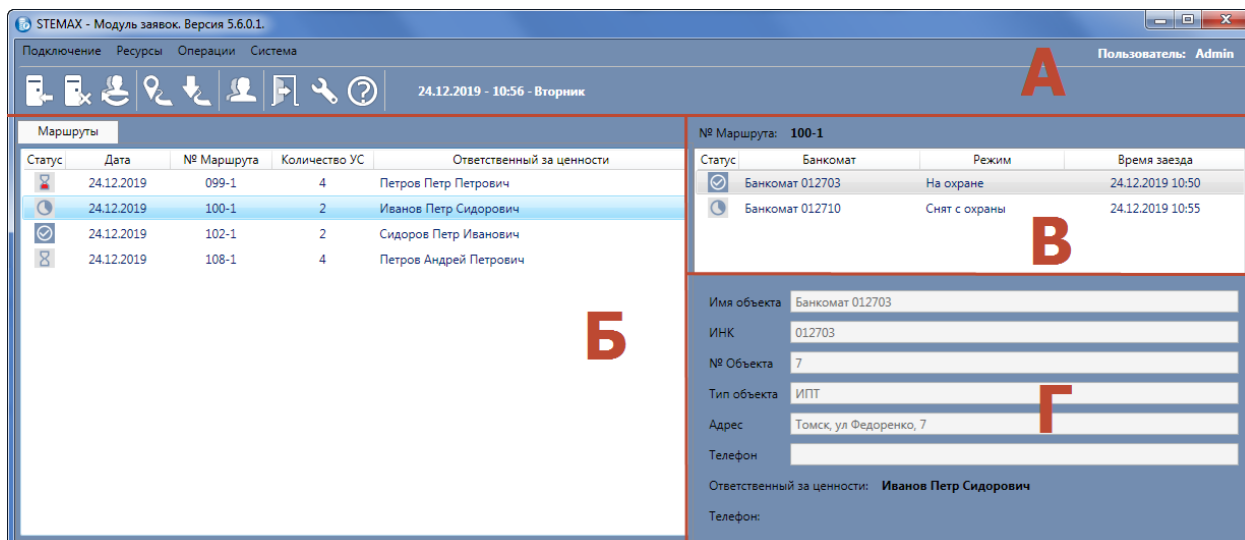 STEMAX - Модуль заявок. Версия 5.6.0.1.
Подключение Ресурсы Операции Система
Пользователь: Admin
А
24.12.2019 - 10:56 - Вторник
Маршруты
Статус Дата № Маршрута Количество УС Ответственный за ценности
24.12.2019 099-1 4 Петров Петр Петрович
24.12.2019 100-1 2 Иванов Петр Сидорович
24.12.2019 102-1 2 Сидоров Петр Иванович
24.12.2019 108-1 4 Петров Андрей Петрович
Б
№ Маршрута: 100-1
Статус Банкомат Режим Время заезда
Банкомат 012703 На охране 24.12.2019 10:50
Банкомат 012710 Снят с охраны 24.12.2019 10:55
В
Имя объекта Банкомат 012703
ИНК 012703
№ Объекта 7
Тип объекта ИПТ
Г
Адрес Томск, ул Федоренко, 7
Телефон
Ответственный за ценности: Иванов Петр Сидорович
Телефон: